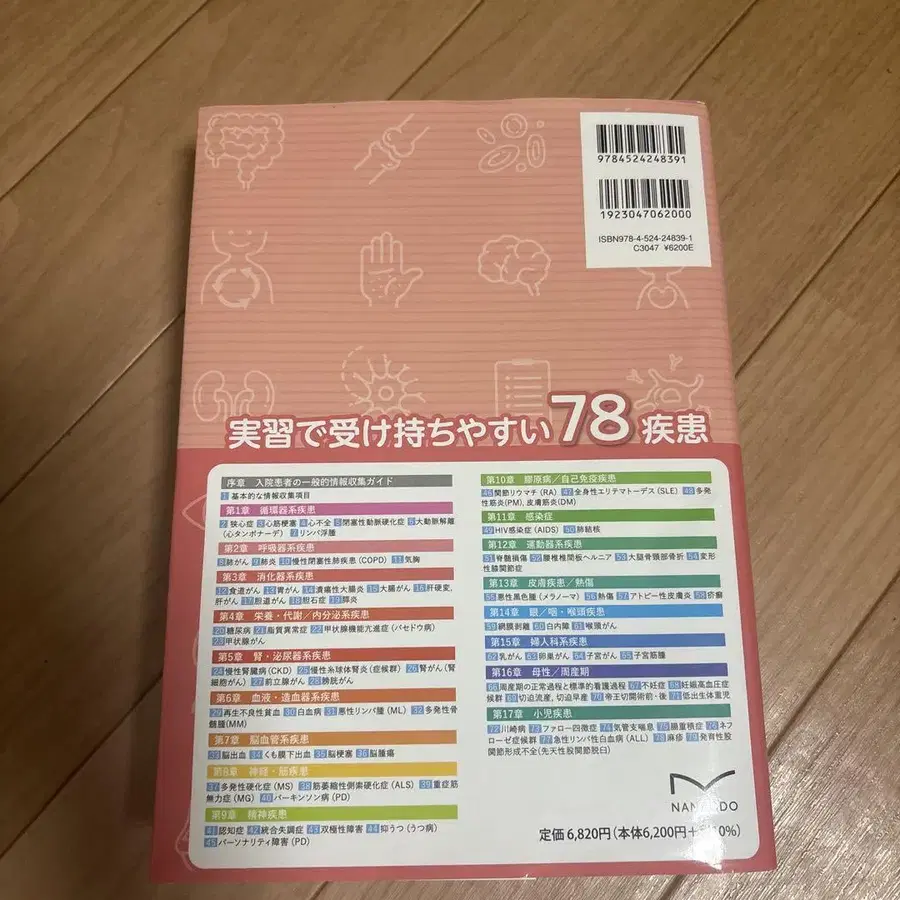 9784524248391
1923047062000
ISBN978-4-524-24839-1
C3047 ¥6200E
実習で受け持ちやすい78疾患
序章 入院患者の一般的情報収集ガイド
1 基本的な情報収集項目
第1章 循環器系疾患
2 狭心症 3 心筋梗塞 4 心不全 5 閉塞性動脈硬化症 6 大動脈解離
(心タンポナーデ) 7 リンパ浮腫
第2章 呼吸器系疾患
8 肺がん 9 肺炎 10 慢性閉塞性肺疾患(COPD) 11 気胸
第3章 消化器系疾患
12 食道がん 13 胃がん 14 潰瘍性大腸炎 15 大腸がん 16 肝硬変,
肝がん 17 胆道がん 18 胆石症 19 膵炎
第4章 栄養・代謝/内分泌系疾患
20 糖尿病 21 脂質異常症 22 甲状腺機能亢進症(バセドウ病)
23 甲状腺がん
第5章 腎・泌尿器系疾患
24 慢性腎臓病(CKD) 25 慢性糸球体腎炎(症候群) 26 腎がん(腎
細胞がん) 27 前立腺がん 28 膀胱がん
第6章 血液・造血器系疾患
29 再生不良性貧血 30 白血病 31 悪性リンパ腫(ML) 32 多発性骨
髄腫(MM)
第7章 脳血管系疾患
33 脳出血 34 くも膜下出血 35 脳梗塞 36 脳腫瘍
第8章 神経・筋疾患
37 多発性硬化症(MS) 38 筋萎縮性側索硬化症(ALS) 39 重症筋
無力症(MG) 40 パーキンソン病(PD)
第9章 精神疾患
41 認知症 42 統合失調症 43 双極性障害 44 抑うつ(うつ病)
45 パーソナリティ障害(PD)
第10章 膠原病/自己免疫疾患
46 関節リウマチ(RA) 47 全身性エリテマトーデス(SLE) 48 多発
性筋炎(PM), 皮膚筋炎(DM)
第11章 感染症
49 HIV感染症(AIDS) 50 肺結核
第12章 運動器系疾患
51 脊髄損傷 52 腰椎椎間板ヘルニア 53 大腿骨頸部骨折 54 変形
性膝関節症
第13章 皮膚疾患/熱傷
55 悪性黒色腫(メラノーマ) 56 熱傷 57 アトピー性皮膚炎 58 疥癬
第14章 眼/咽・喉頭疾患
59 網膜剥離 60 白内障 61 喉頭がん
第15章 婦人科系疾患
62 乳がん 63 卵巣がん 64 子宮がん 65 子宮筋腫
第16章 母性/周産期
66 周産期の正常過程と標準的看護過程 67 不妊症 68 妊娠高血圧症
候群 69 切迫流産, 切迫早産 70 帝王切開術前・後 71 低出生体重児
第17章 小児疾患
72 川崎病 73 ファロー四徴症 74 気管支喘息 75 腸重積症 76 ネフ
ローゼ症候群 77 急性リンパ性白血病(ALL) 78 麻疹 79 発育性股
関節形成不全(先天性股関節脱臼)
定価6,820円(本体6,200円+ 10%)